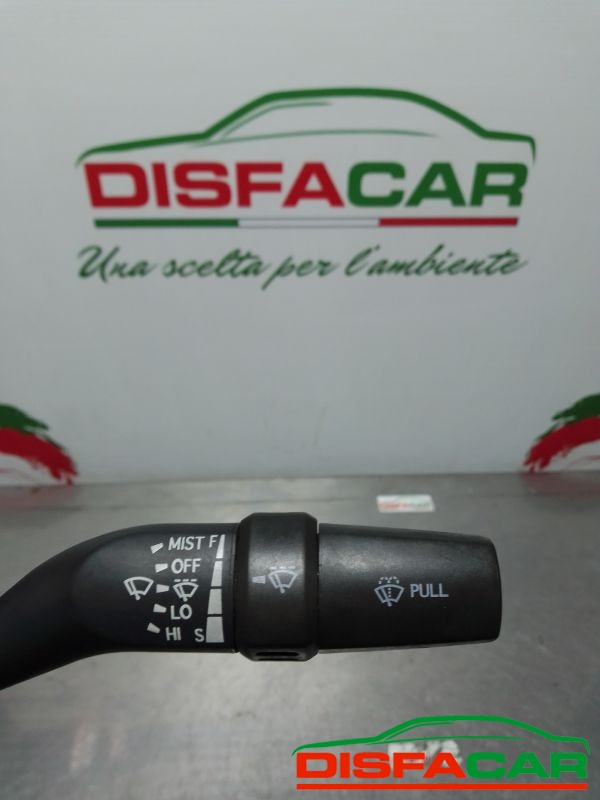 DISFACAR
Una scelta per l'ambiente
MIST F
OFF
LO
HI S
PULL
DISFACAR